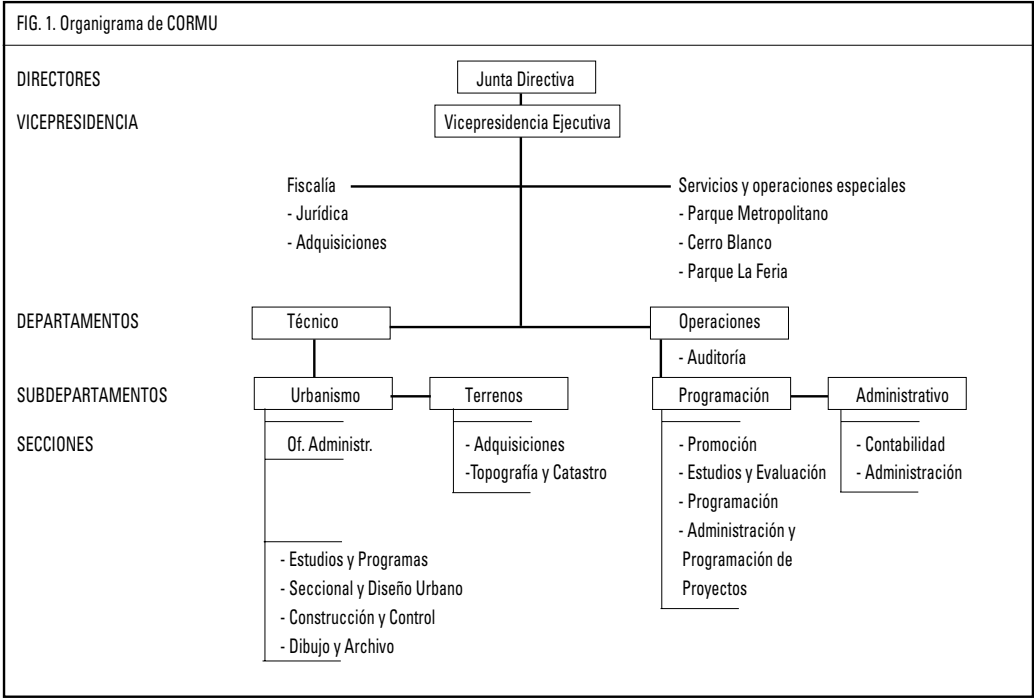 FIG. 1. Organigrama de CORMU
DIRECTORES
Junta Directiva
VICEPRESIDENCIA
Vicepresidencia Ejecutiva
Fiscalía
- Jurídica
- Adquisiciones
Servicios y operaciones especiales
- Parque Metropolitano
- Cerro Blanco
- Parque La Feria
DEPARTAMENTOS
Técnico
Operaciones
- Auditoría
SUBDEPARTAMENTOS
Urbanismo
Terrenos
Programación
Administrativo
SECCIONES
Of. Administr.
- Estudios y Programas
- Seccional y Diseño Urbano
- Construcción y Control
- Dibujo y Archivo
- Adquisiciones
-Topografía y Catastro
- Promoción
- Estudios y Evaluación
- Programación
- Administración y
Programación de
Proyectos
- Contabilidad
- Administración